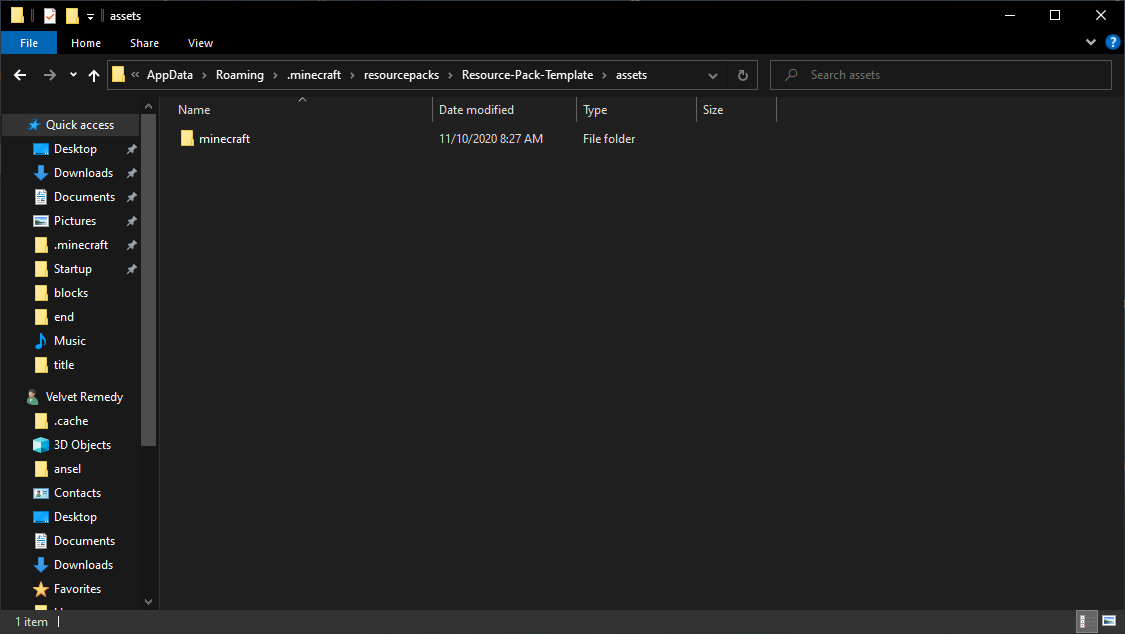 assets
File Home Share View
« AppData › Roaming › .minecraft › resourcepacks › Resource-Pack-Template › assets
Search assets
Name Date modified Type Size
minecraft 11/10/2020 8:27 AM File folder
Quick access
Desktop
Downloads
Documents
Pictures
.minecraft
Startup
blocks
end
Music
title
Velvet Remedy
.cache
3D Objects
ansel
Contacts
Desktop
Documents
Downloads
Favorites
1 item